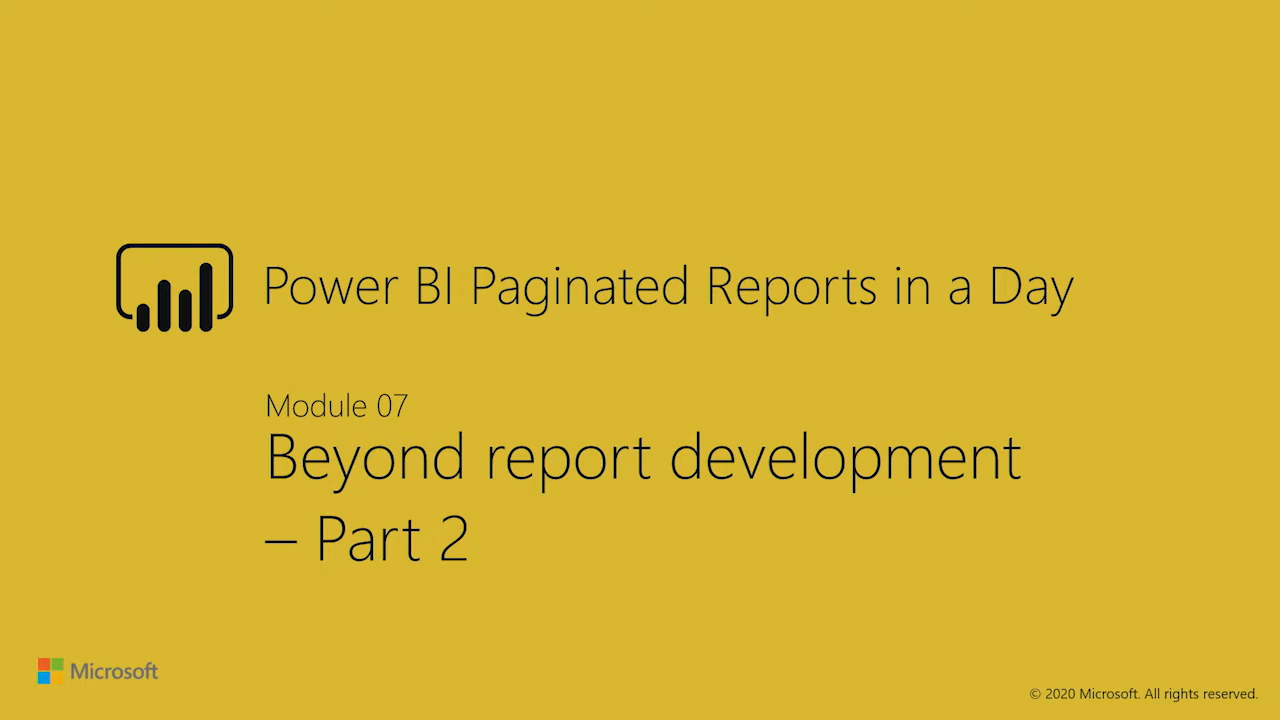 Power BI Paginated Reports in a Day
Module 07
Beyond report development
– Part 2
Microsoft
© 2020 Microsoft. All rights reserved.